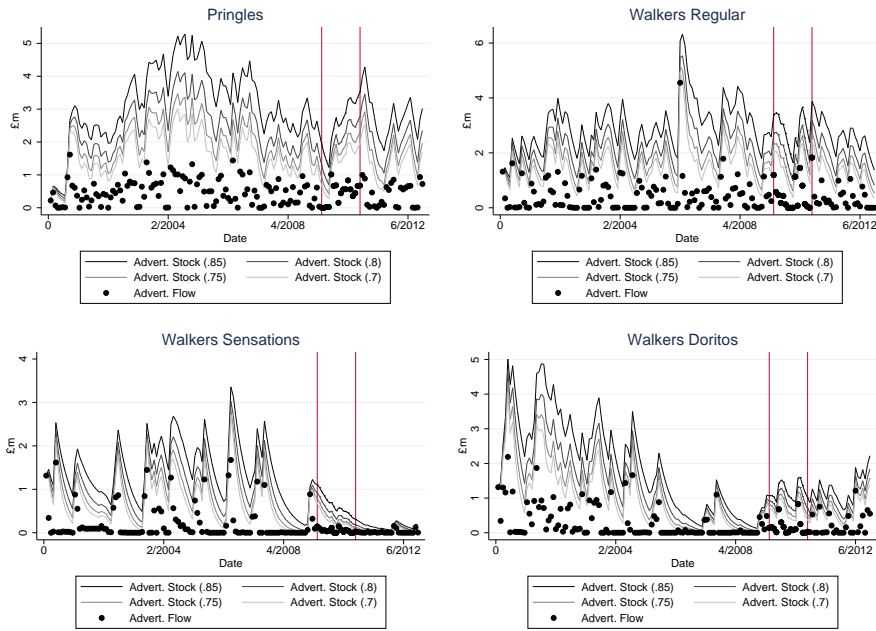 Pringles
£m
5
4
3
2
1
0
0 2/2004 4/2008 6/2012
Date
Advert. Stock (.85) Advert. Stock (.8)
Advert. Stock (.75) Advert. Stock (.7)
Advert. Flow
Walkers Regular
£m
6
4
2
0
0 2/2004 4/2008 6/2012
Date
Advert. Stock (.85) Advert. Stock (.8)
Advert. Stock (.75) Advert. Stock (.7)
Advert. Flow
Walkers Sensations
£m
4
3
2
1
0
0 2/2004 4/2008 6/2012
Date
Advert. Stock (.85) Advert. Stock (.8)
Advert. Stock (.75) Advert. Stock (.7)
Advert. Flow
Walkers Doritos
£m
5
4
3
2
1
0
0 2/2004 4/2008 6/2012
Date
Advert. Stock (.85) Advert. Stock (.8)
Advert. Stock (.75) Advert. Stock (.7)
Advert. Flow